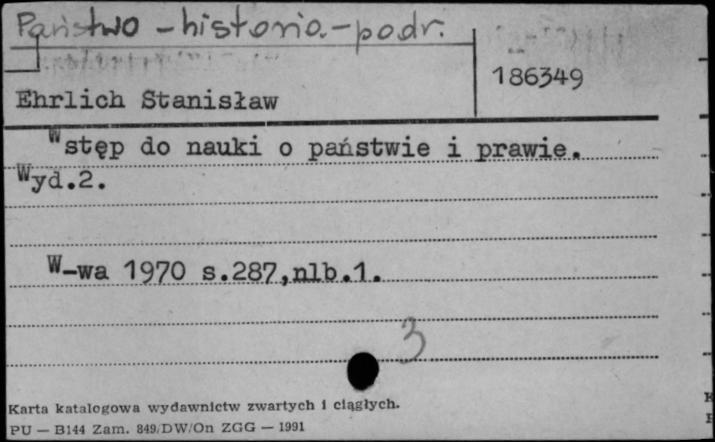 Państwo - historia - podr.
186349
Ehrlich Stanisław
Wstęp do nauki o państwie i prawie.
Wyd.2.
W-wa 1970 s.287,nlb.1.
3
Karta katalogowa wydawnictw zwartych i ciągłych.
PU — B144 Zam. 849/DW/On ZGG — 1991